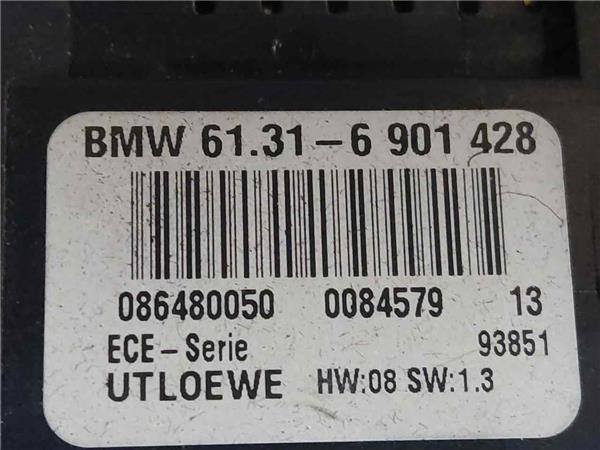 BMW 61.31-6 901 428
086480050 0084579 13
ECE-Serie 93851
UTLOEWE HW:08 SW:1.3